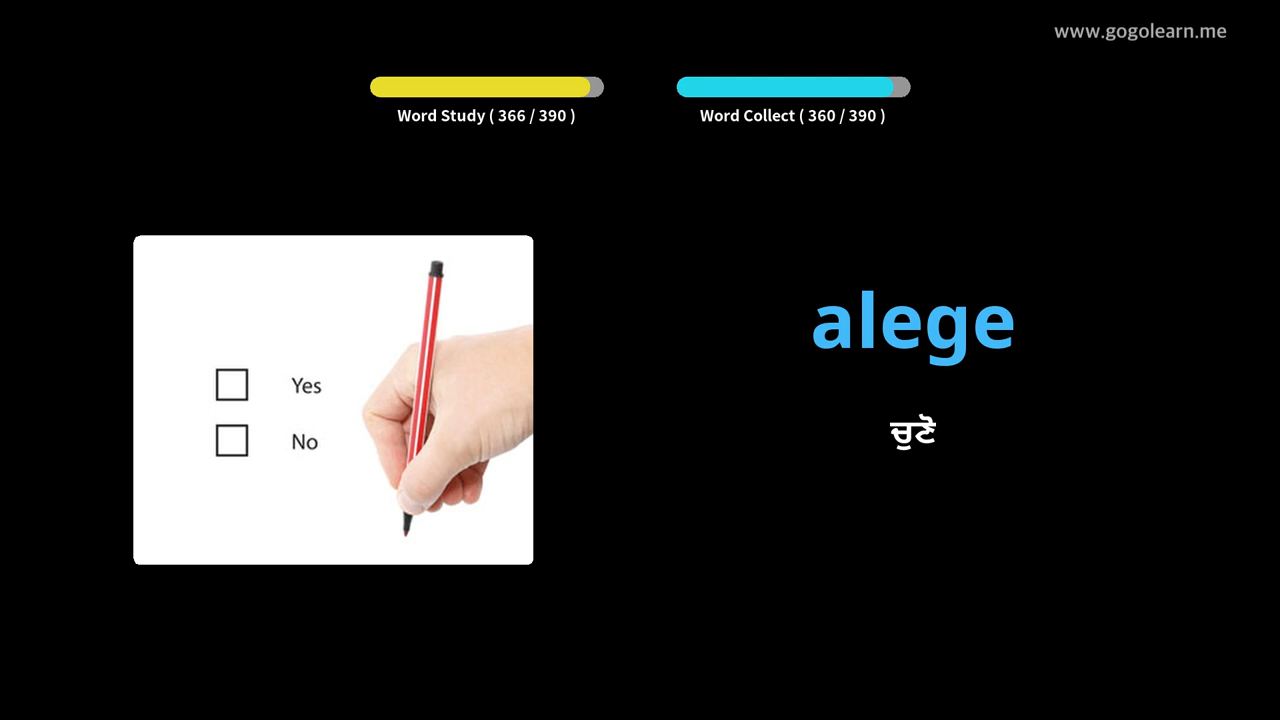 www.gogolearn.me
Word Study ( 366 / 390 )
Word Collect ( 360 / 390 )
Yes
No
alege
ਚੁਣੋ